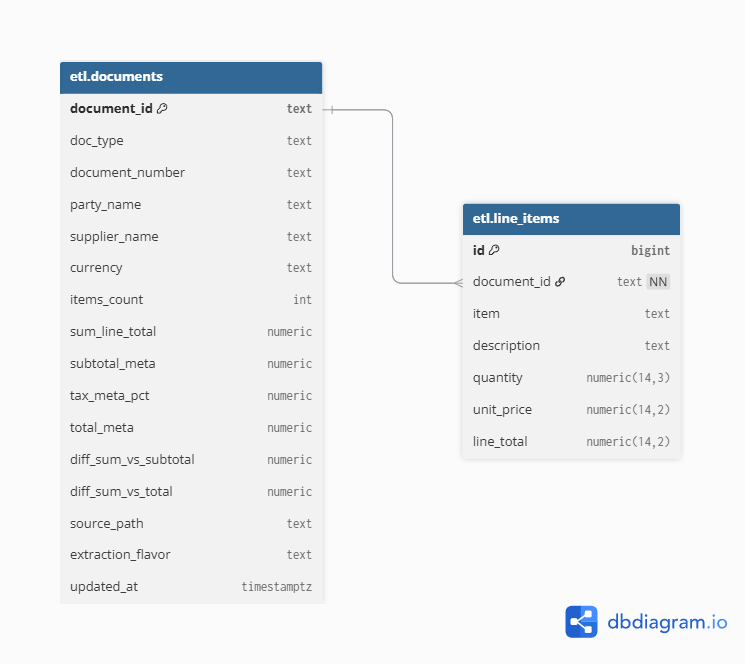 etl.documents
document_id text
doc_type text
document_number text
party_name text
supplier_name text
currency text
items_count int
sum_line_total numeric
subtotal_meta numeric
tax_meta_pct numeric
total_meta numeric
diff_sum_vs_subtotal numeric
diff_sum_vs_total numeric
source_path text
extraction_flavor text
updated_at timestamptz
etl.line_items
id bigint
document_id text NN
item text
description text
quantity numeric(14,3)
unit_price numeric(14,2)
line_total numeric(14,2)
dbdiagram.io